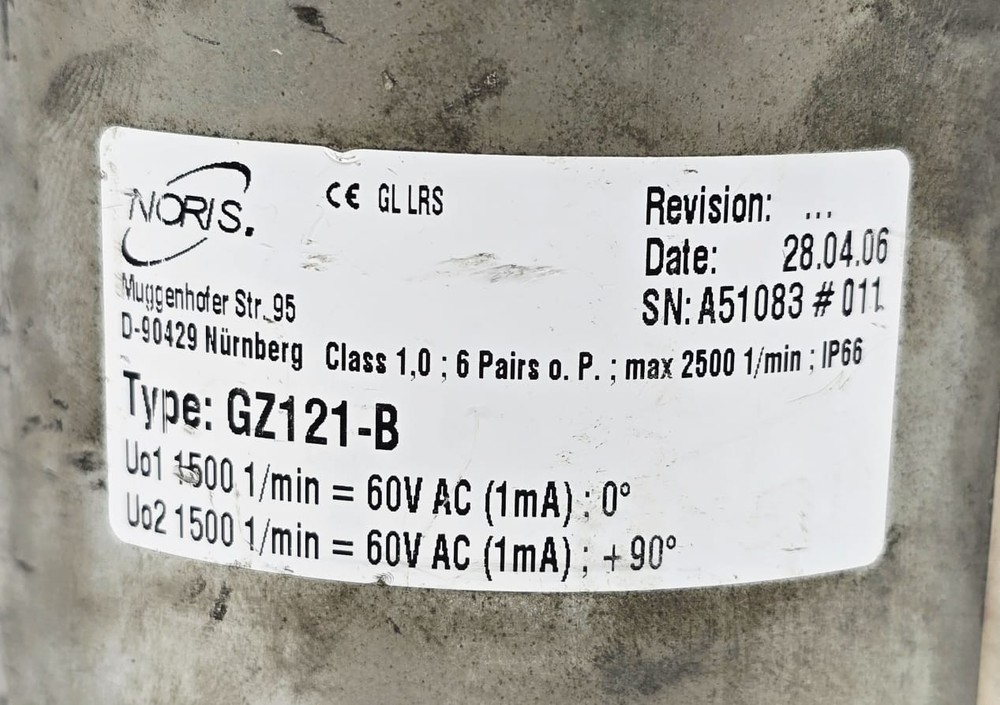 NORIS.
CE GL LRS
Revision: ...
Date: 28.04.06
SN: A51083 # 011
Muggenhofer Str. 95
D-90429 Nürnberg
Class 1,0 ; 6 Pairs o. P. ; max 2500 1/min ; IP66
Type: GZ121-B
Uo1 1500 1/min = 60V AC (1mA) ; 0°
Uo2 1500 1/min = 60V AC (1mA) ; +90°